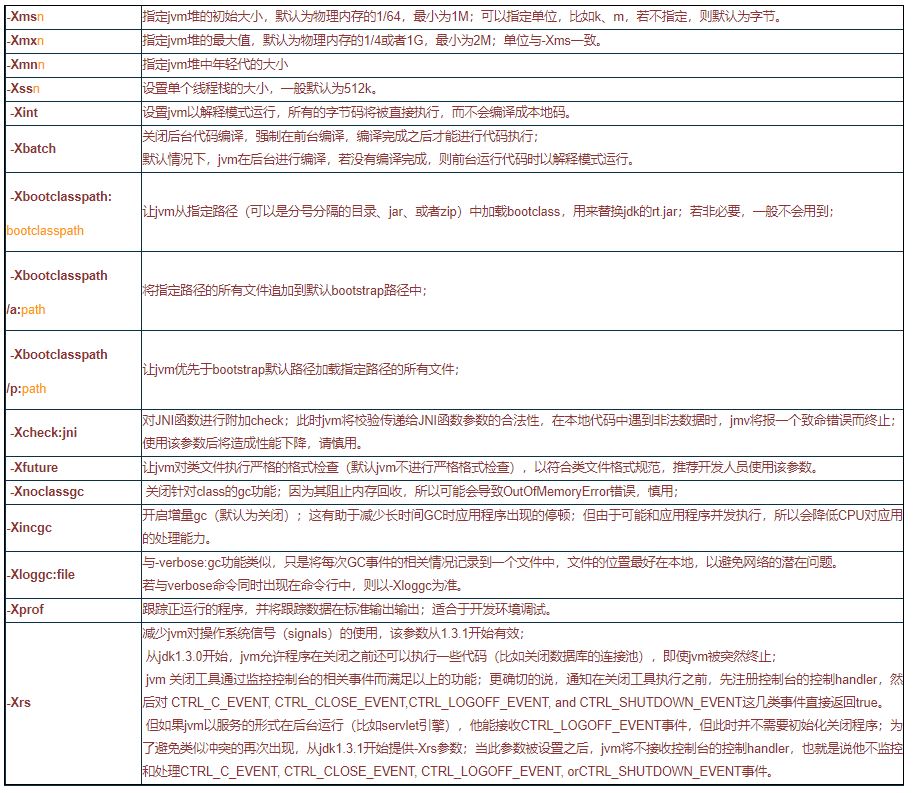 -Xmsn 指定jvm堆的初始大小，默认为物理内存的1/64，最小为1M；可以指定单位，比如k、m，若不指定，则默认为字节。
-Xmxn 指定jvm堆的最大值，默认为物理内存的1/4或者1G，最小为2M；单位与-Xms一致。
-Xmnn 指定jvm堆中年轻代的大小
-Xssn 设置单个线程栈的大小，一般默认为512k。
-Xint 设置jvm以解释模式运行，所有的字节码将被直接执行，而不会编译成本地码。
-Xbatch
关闭后台代码编译，强制在前台编译，编译完成之后才能进行代码执行；
默认情况下，jvm在后台进行编译，若没有编译完成，则前台运行代码时以解释模式运行。
-Xbootclasspath:
bootclasspath
让jvm从指定路径（可以是分号分隔的目录、jar、或者zip）中加载bootclass，用来替换jdk的rt.jar；若非必要，一般不会用到；
-Xbootclasspath
/a:path
将指定路径的所有文件追加到默认bootstrap路径中；
-Xbootclasspath
/p:path
让jvm优先于bootstrap默认路径加载指定路径的所有文件；
-Xcheck:jni
对JNI函数进行附加check；此时jvm将校验传递给JNI函数参数的合法性，在本地代码中遇到非法数据时，jmv将报一个致命错误而终止；
使用该参数后将造成性能下降，请慎用。
-Xfuture 让jvm对类文件执行严格的格式检查（默认jvm不进行严格格式检查），以符合类文件格式规范，推荐开发人员使用该参数。
-Xnoclassgc 关闭针对class的gc功能；因为其阻止内存回收，所以可能会导致OutOfMemoryError错误，慎用；
-Xincgc
开启增量gc（默认为关闭）；这有助于减少长时间GC时应用程序出现的停顿；但由于可能和应用程序并发执行，所以会降低CPU对应用
的处理能力。
-Xloggc:file
与-verbose:gc功能类似，只是将每次GC事件的相关情况记录到一个文件中，文件的位置最好在本地，以避免网络的潜在问题。
若与verbose命令同时出现在命令行中，则以-Xloggc为准。
-Xprof 跟踪正运行的程序，并将跟踪数据在标准输出输出；适合于开发环境调试。
-Xrs
减少jvm对操作系统信号（signals）的使用，该参数从1.3.1开始有效；
从jdk1.3.0开始，jvm允许程序在关闭之前还可以执行一些代码（比如关闭数据库的连接池），即使jvm被突然终止；
jvm 关闭工具通过监控控制台的相关事件而满足以上的功能；更确切的说，通知在关闭工具执行之前，先注册控制台的控制handler，然
后对 CTRL_C_EVENT, CTRL_CLOSE_EVENT,CTRL_LOGOFF_EVENT, and CTRL_SHUTDOWN_EVENT这几类事件直接返回true。
但如果jvm以服务的形式在后台运行（比如servlet引擎），他能接收CTRL_LOGOFF_EVENT事件，但此时并不需要初始化关闭程序；为
了避免类似冲突的再次出现，从jdk1.3.1开始提供-Xrs参数；当此参数被设置之后，jvm将不接收控制台的控制handler，也就是说他不监控
和处理CTRL_C_EVENT, CTRL_CLOSE_EVENT, CTRL_LOGOFF_EVENT, orCTRL_SHUTDOWN_EVENT事件。